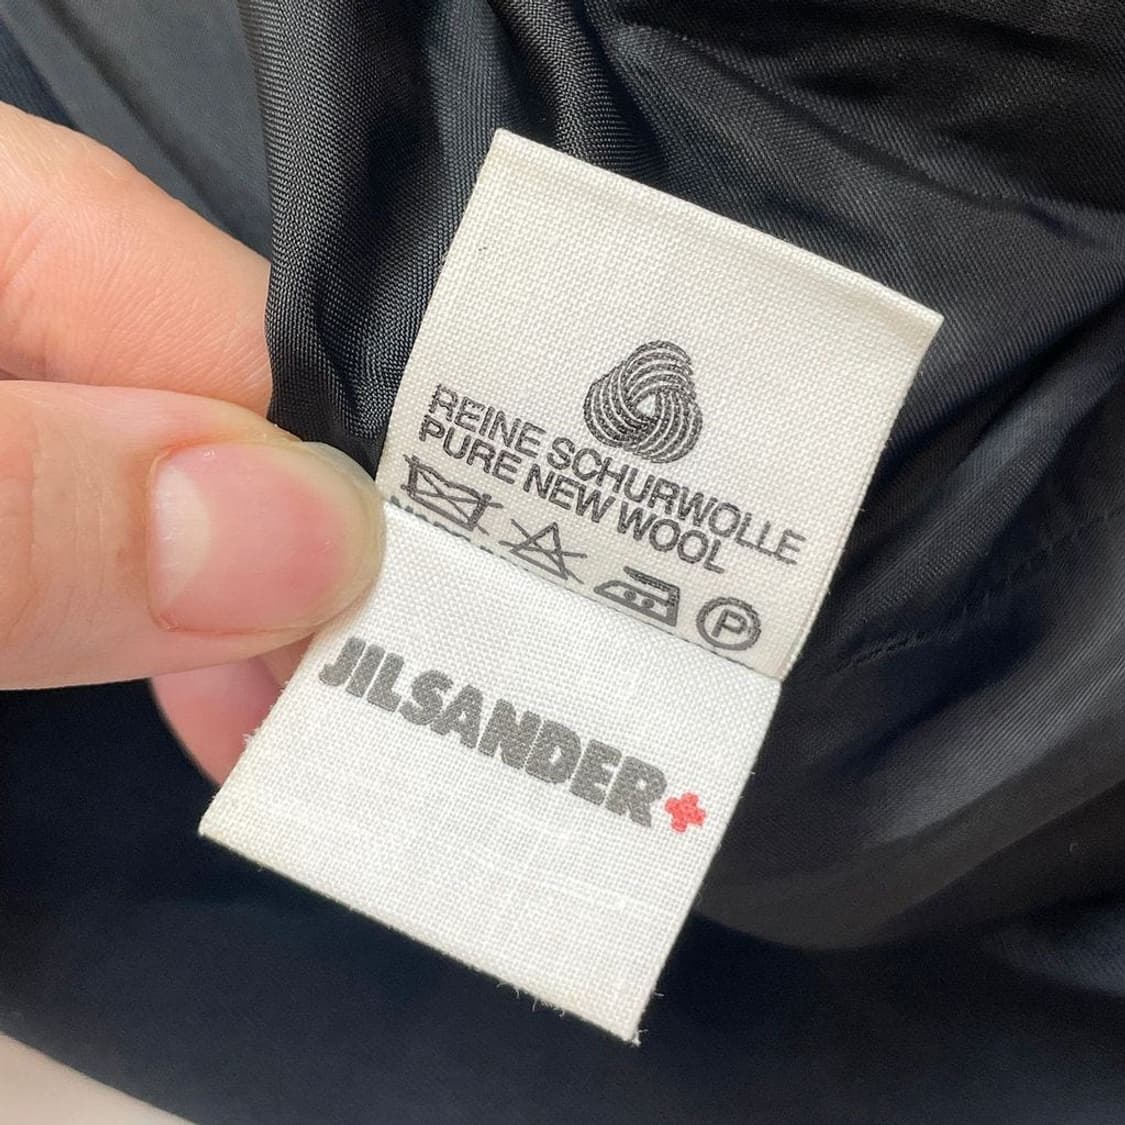 REINE SCHURWOLLE
PURE NEW WOOL
P
JILSANDER+